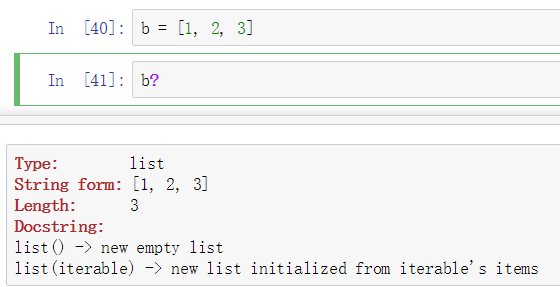 In [40]: b = [1, 2, 3]
In [41]: b?
Type: list
String form: [1, 2, 3]
Length: 3
Docstring:
list() -> new empty list
list(iterable) -> new list initialized from iterable's items